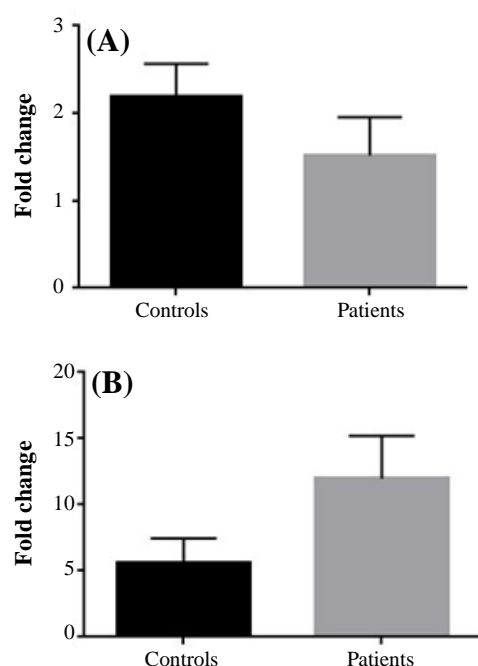 (A)
Fold change
3
2
1
0
Controls Patients
(B)
Fold change
20
15
10
5
0
Controls Patients